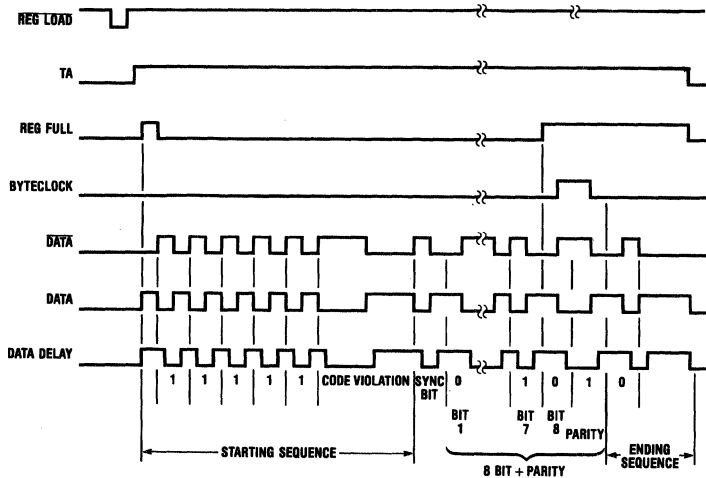 REG LOAD
TA
REG FULL
BYTECLOCK
DATA
DATA
DATA DELAY
1 1 1 1 1 CODE VIOLATION SYNC BIT 0 1 0 1 0
BIT 1
BIT 7
BIT 8
PARITY
STARTING SEQUENCE
8 BIT + PARITY
ENDING SEQUENCE